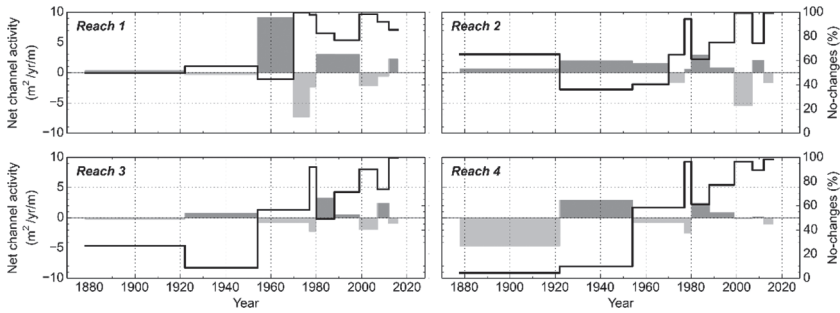 Reach 1
Reach 2
10
5
0
−5
−10
Net channel activity
(m²/yr/m)
100
80
60
40
20
0
No-changes (%)
Reach 3
Reach 4
10
5
0
−5
−10
Net channel activity
(m²/yr/m)
100
80
60
40
20
0
No-changes (%)
1880 1900 1920 1940 1960 1980 2000 2020
1880 1900 1920 1940 1960 1980 2000 2020
Year
Year